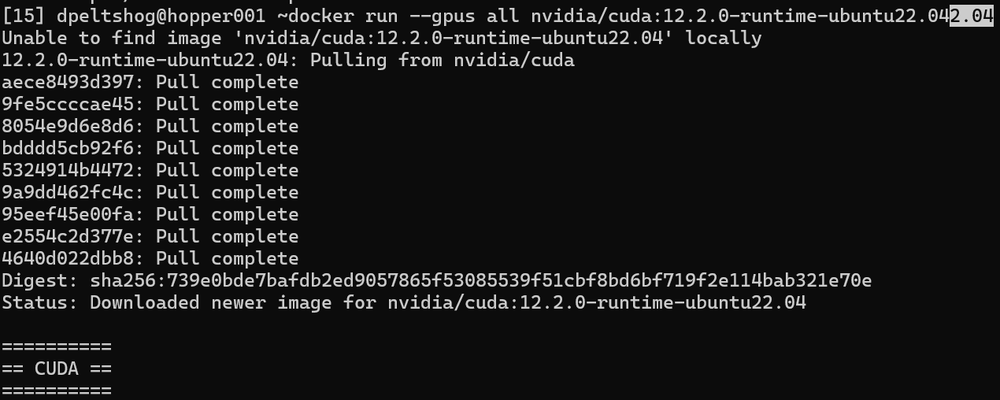 [15] dpeltshog@hopper001 ~docker run --gpus all nvidia/cuda:12.2.0-runtime-ubuntu22.042.04
Unable to find image 'nvidia/cuda:12.2.0-runtime-ubuntu22.04' locally
12.2.0-runtime-ubuntu22.04: Pulling from nvidia/cuda
aece8493d397: Pull complete
9fe5ccccae45: Pull complete
8054e9d6e8d6: Pull complete
bdddd5cb92f6: Pull complete
5324914b4472: Pull complete
9a9dd462fc4c: Pull complete
95eef45e00fa: Pull complete
e2554c2d377e: Pull complete
4640d022dbb8: Pull complete
Digest: sha256:739e0bde7bafdb2ed9057865f53085539f51cbf8bd6bf719f2e114bab321e70e
Status: Downloaded newer image for nvidia/cuda:12.2.0-runtime-ubuntu22.04
==========
== CUDA ==
==========